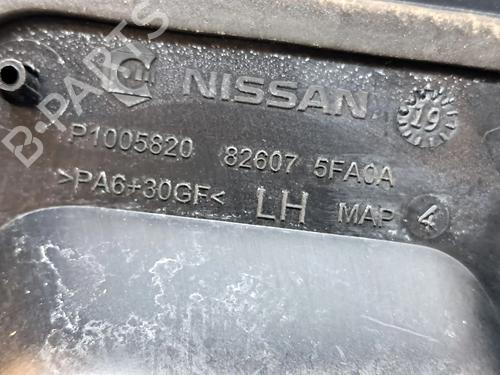 NISSAN
19
P1005820 82607 5FA0A
>PA6+30GF< LH MAP 4
B-PARTS